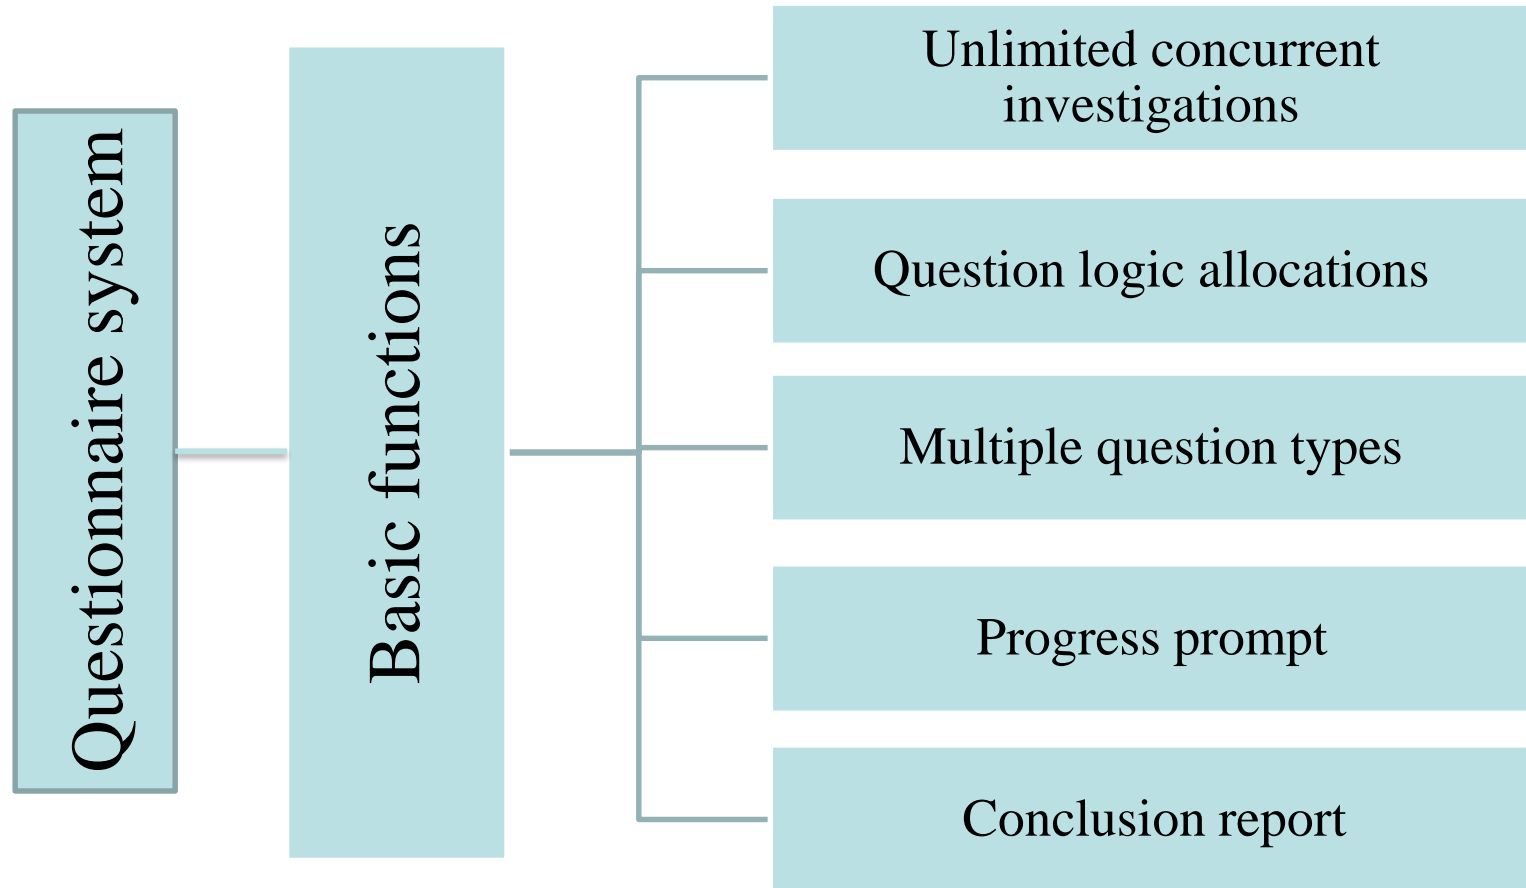 Questionnaire system
Basic functions
Unlimited concurrent
investigations
Question logic allocations
Multiple question types
Progress prompt
Conclusion report